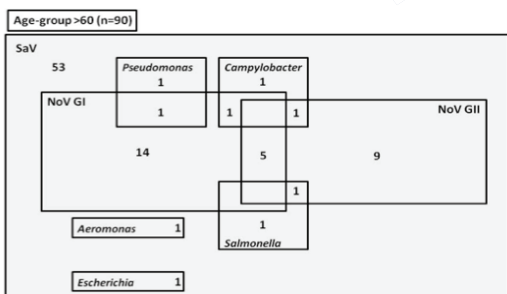 Age-group >60 (n=90)
SaV
53
Pseudomonas
1
Campylobacter
1
NoV GI
1
1
1
NoV GII
14
5
9
1
Aeromonas 1
1
Salmonella
Escherichia 1